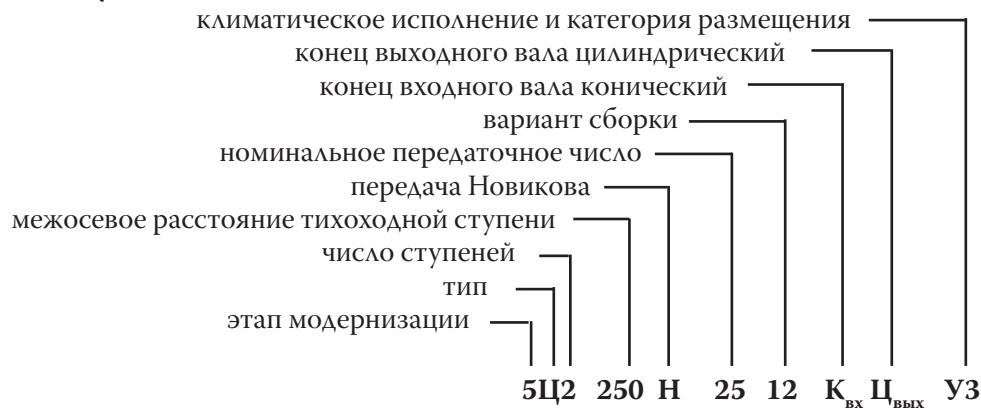 климатическое исполнение и категория размещения
конец выходного вала цилиндрический
конец входного вала конический
вариант сборки
номинальное передаточное число
передача Новикова
межосевое расстояние тихоходной ступени
число ступеней
тип
этап модернизации
5Ц2 250 Н 25 12 Квх Цвых У3